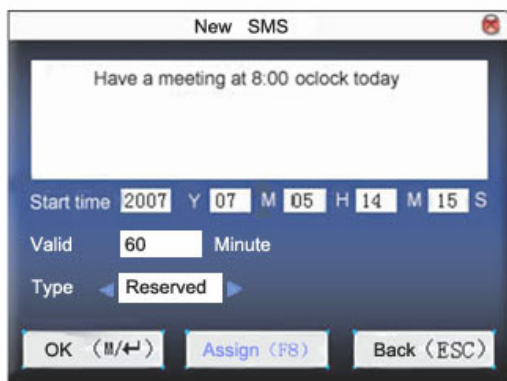 New SMS
Have a meeting at 8:00 oclock today
Start time 2007 Y 07 M 05 H 14 M 15 S
Valid 60 Minute
Type Reserved
OK (M/↵) Assign (F8) Back (ESC)